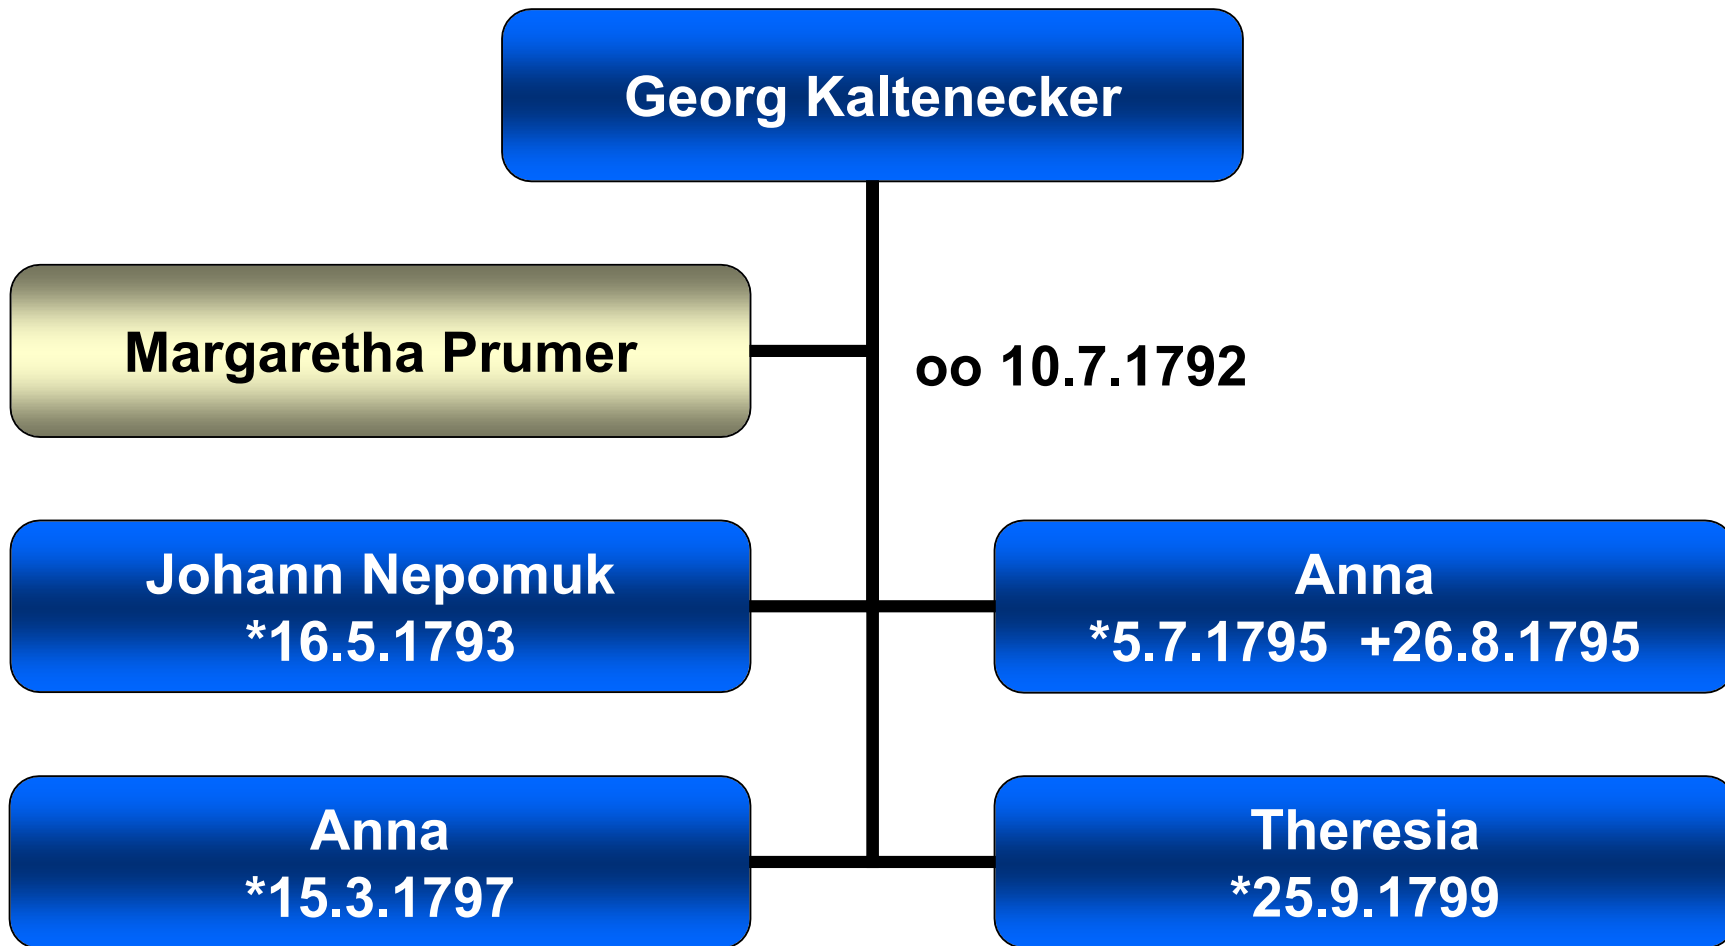 Georg Kaltenecker
Margaretha Prumer
oo 10.7.1792
Johann Nepomuk
*16.5.1793
Anna
*5.7.1795  +26.8.1795
Anna
*15.3.1797
Theresia
*25.9.1799